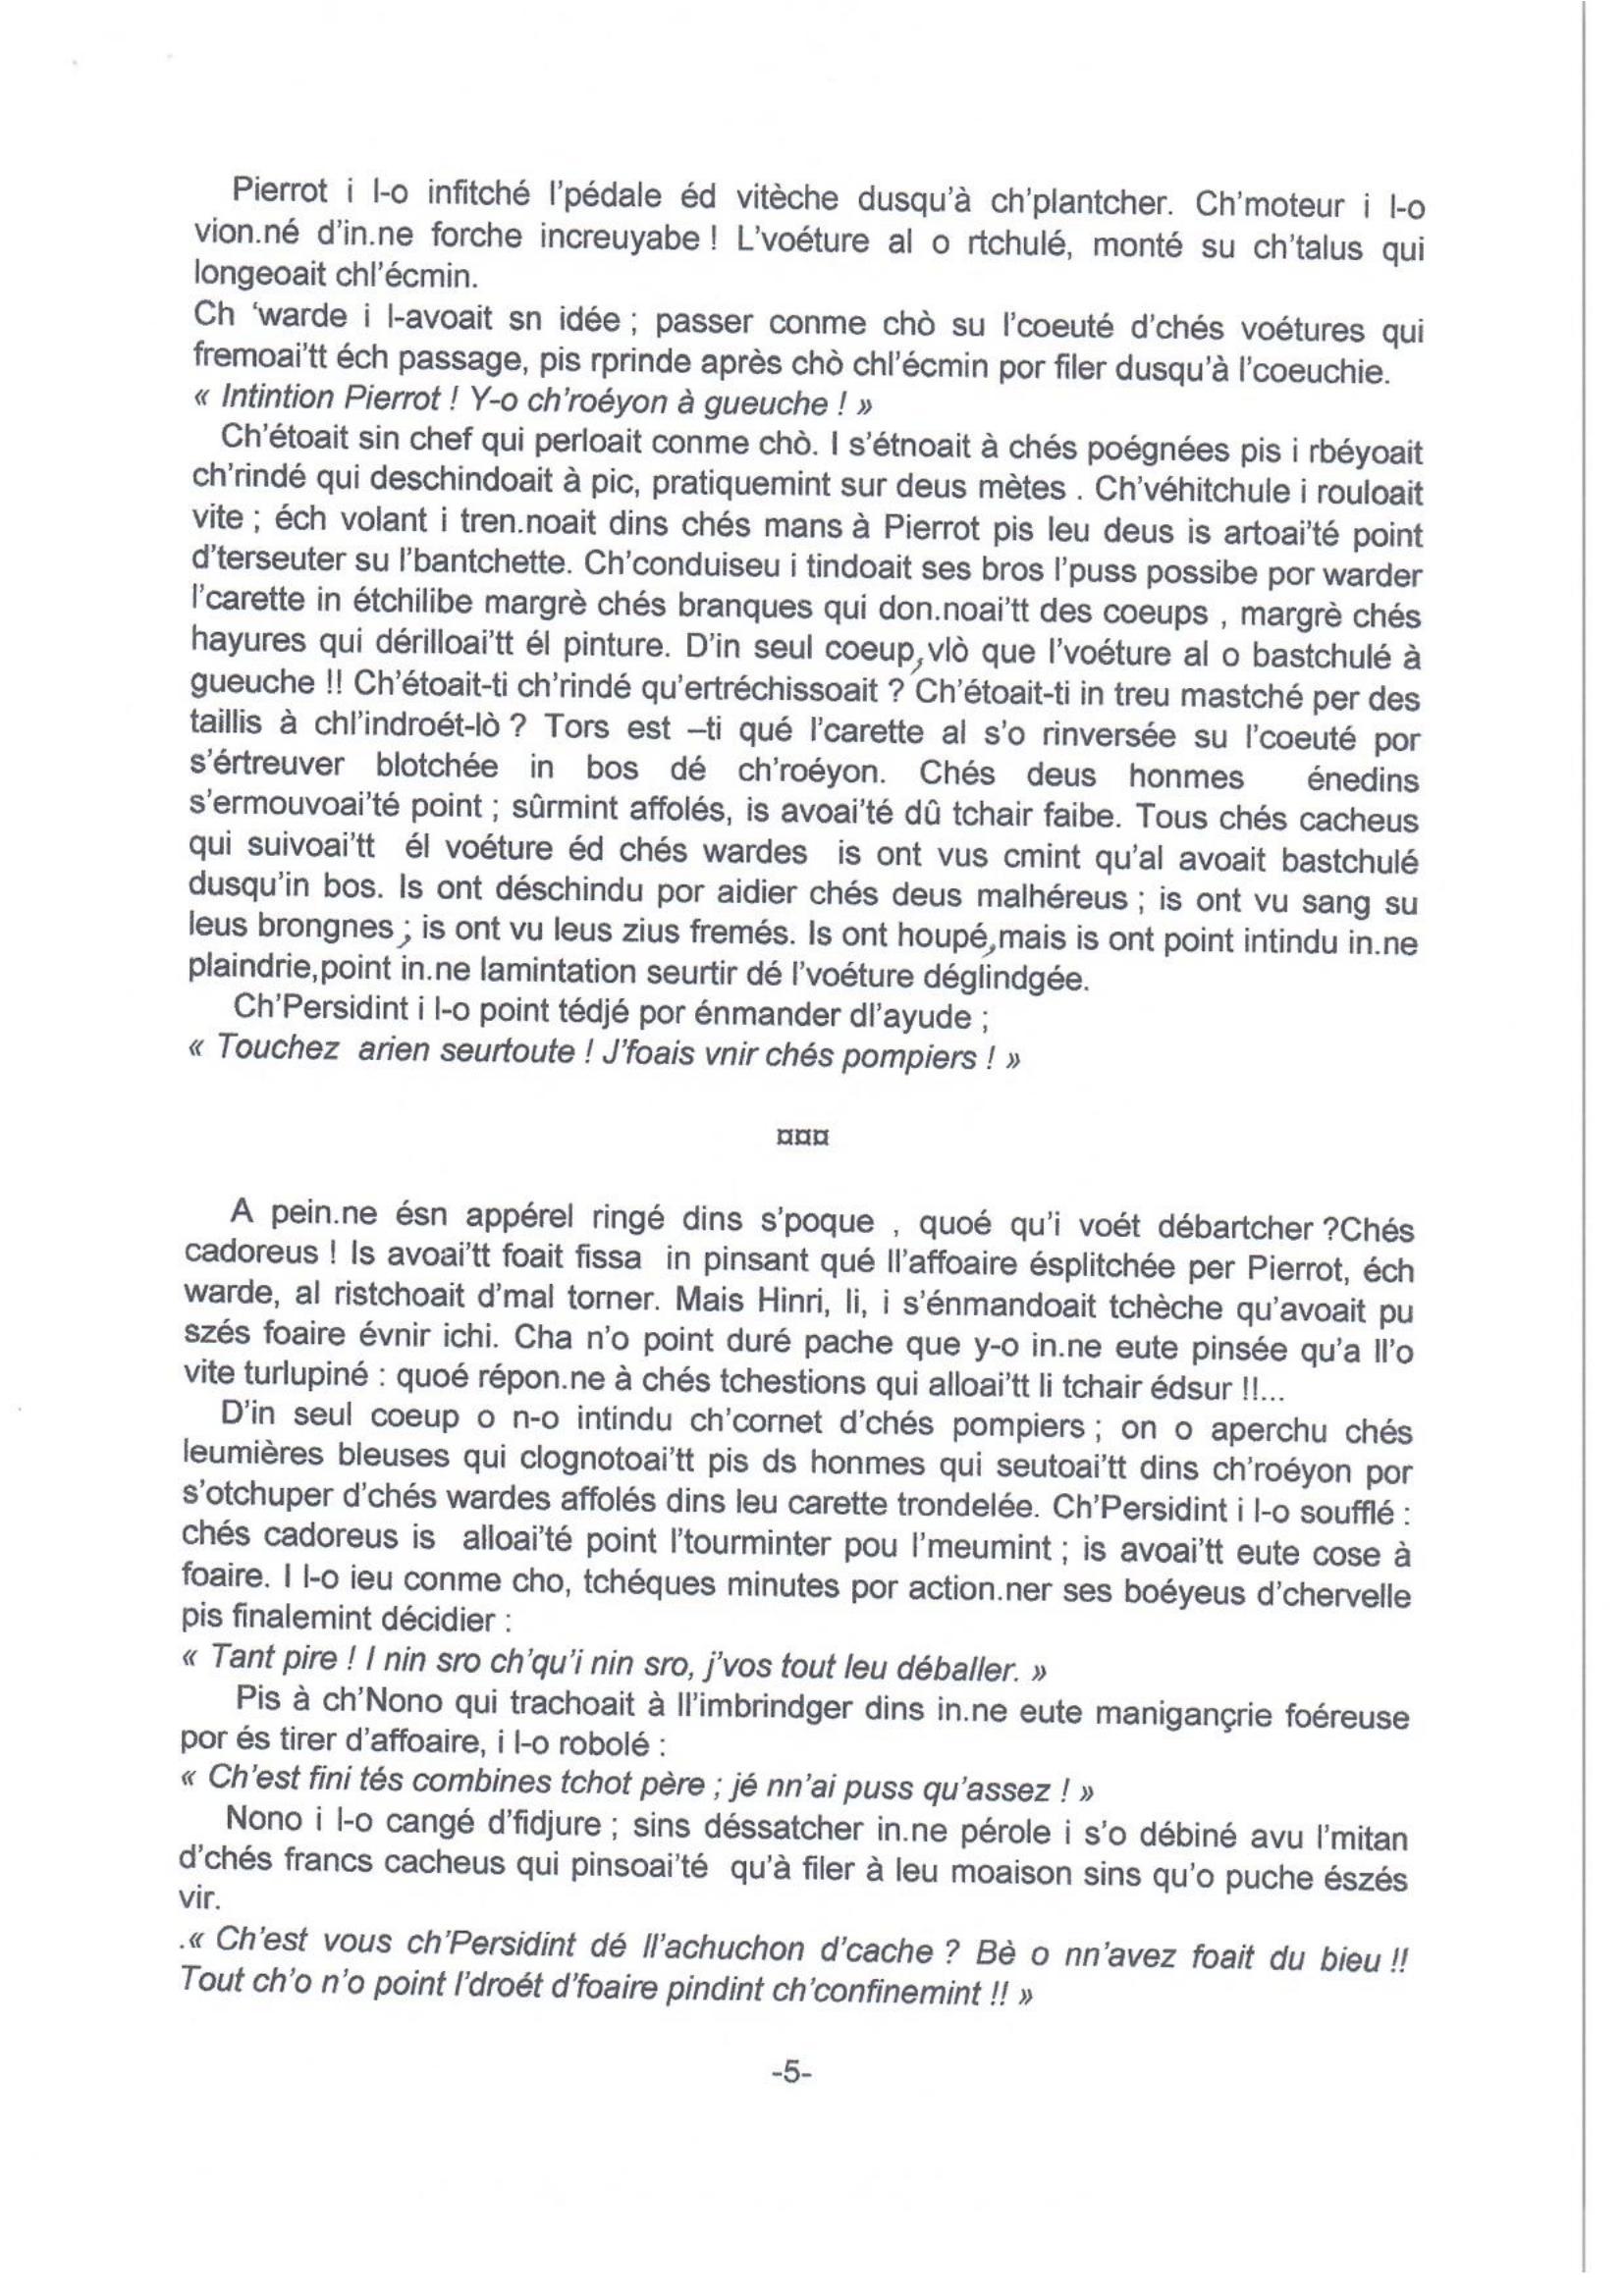 Pierrot i l-o infitché l'pédale éd vitèche dusqu'à ch'plantcher. Ch'moteur i l-o
vion.né d'in.ne forche increuyabe ! L'voéture al o rtchulé, monté su ch'talus qui
longeoait chl'écmin.
Ch 'warde i l-avoait sn idée ; passer conme chò su l'coeuté d'chés voétures qui
fremoai'tt éch passage, pis rprinde après chò chl'écmin por filer dusqu'à l'coeuchie.
« Intintion Pierrot ! Y-o ch'roéyon à gueuche ! »
Ch'étoait sin chef qui perloait conme chò. I s'étnoait à chés poégnées pis i rbéyoait
ch'rindé qui deschindoait à pic, pratiquemint sur deus mètes . Ch'véhitchule i rouloait
vite ; éch volant i tren.noait dins chés mans à Pierrot pis leu deus is artoai'té point
d'terseuter su l'bantchette. Ch'conduiseu i tindoait ses bros l'puss possibe por warder
l'carette in étchilibe margrè chés branques qui don.noai'tt des coeups , margrè chés
hayures qui dérilloai'tt él pinture. D'in seul coeup, vlò que l'voéture al o bastchulé à
gueuche !! Ch'étoait-ti ch'rindé qu'ertréchissoait ? Ch'étoait-ti in treu mastché per des
taillis à chl'indroét-lò ? Tors est –ti qué l'carette al s'o rinversée su l'coeuté por
s'értreuver blotchée in bos dé ch'roéyon. Chés deus honmes énedins
s'ermouvoai'té point ; sûrmint affolés, is avoai'té dû tchair faibe. Tous chés cacheus
qui suivoai'tt él voéture éd chés wardes is ont vus cmint qu'al avoait bastchulé
dusqu'in bos. Is ont déschindu por aidier chés deus malhéreus ; is ont vu sang su
leus brongnes ; is ont vu leus zius fremés. Is ont houpé, mais is ont point intindu in.ne
plaindrie,point in.ne lamintation seurtir dé l'voéture déglindgée.
Ch'Persidint i l-o point tédjé por énmander dl'ayude ;
« Touchez arien seurtoute ! J'foais vnir chés pompiers ! »
¤¤¤
A pein.ne ésn appérel ringé dins s'poque , quoé qu'i voét débartcher ?Chés
cadoreus ! Is avoai'tt foait fissa in pinsant qué ll'affoaire ésplitchée per Pierrot, éch
warde, al ristchoait d'mal torner. Mais Hinri, li, i s'énmandoait tchèche qu'avoait pu
szés foaire évnir ichi. Cha n'o point duré pache que y-o in.ne eute pinsée qu'a ll'o
vite turlupiné : quoé répon.ne à chés tchestions qui alloai'tt li tchair édsur !!...
D'in seul coeup o n-o intindu ch'cornet d'chés pompiers ; on o aperchu chés
leumières bleuses qui clognotoai'tt pis ds honmes qui seutoai'tt dins ch'roéyon por
s'otchuper d'chés wardes affolés dins leu carette trondelée. Ch'Persidint i l-o soufflé :
chés cadoreus is alloai'té point l'tourminter pou l'meumint ; is avoai'tt eute cose à
foaire. I l-o ieu conme cho, tchéques minutes por action.ner ses boéyeus d'chervelle
pis finalemint décidier :
« Tant pire ! I nin sro ch'qu'i nin sro, j'vos tout leu déballer. »
Pis à ch'Nono qui trachoait à ll'imbrindger dins in.ne eute manigançrie foéreuse
por és tirer d'affoaire, i l-o robolé :
« Ch'est fini tés combines tchot père ; jé nn'ai puss qu'assez ! »
Nono i l-o cangé d'fidjure ; sins déssatcher in.ne pérole i s'o débiné avu l'mitan
d'chés francs cacheus qui pinsoai'té qu'à filer à leu moaison sins qu'o puche észés
vir.
.« Ch'est vous ch'Persidint dé ll'achuchon d'cache ? Bè o nn'avez foait du bieu !!
Tout ch'o n'o point l'droét d'foaire pindint ch'confinemint !! »
-5-